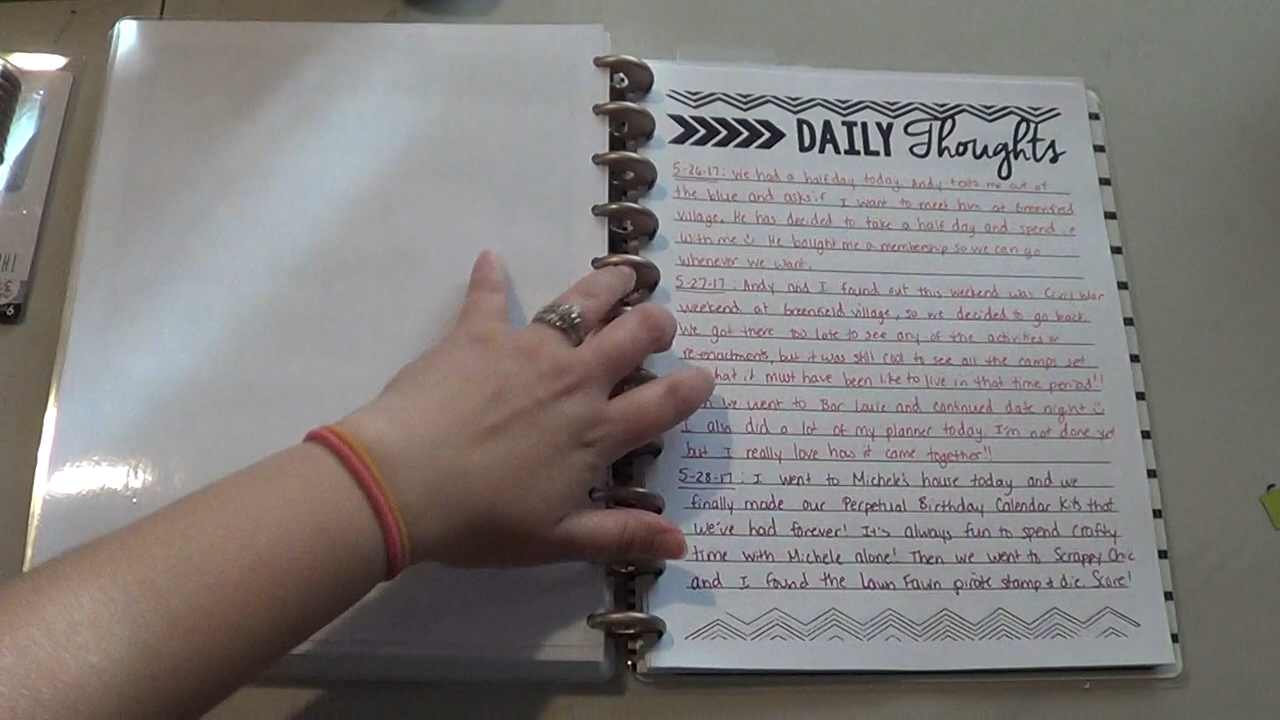 DAILY Thoughts
5-26-17: We had a half day today. Andy texts me out of
the blue and asks if I want to meet him at Greenfield
Village. He has decided to take a half day and spend it
with me :) He bought me a membership so we can go
whenever we want.
5-27-17: Andy and I found out this weekend was Civil War
weekend at Greenfield Village, so we decided to go back.
We got there too late to see any of the activities or
reenactments, but it was still cool to see all the camps set
what it must have been like to live in that time period!!
we went to Bar Louie and continued date night :)
I also did a lot of my planner today. I'm not done yet
but I really love how it came together!!
5-28-17: I went to Michele's house today and we
finally made our Perpetual Birthday Calendar Kits that
we've had forever! It's always fun to spend crafty
time with Michele alone! Then we went to Scrappy Chic
and I found the Lawn Fawn pirate stamp & die. Score!